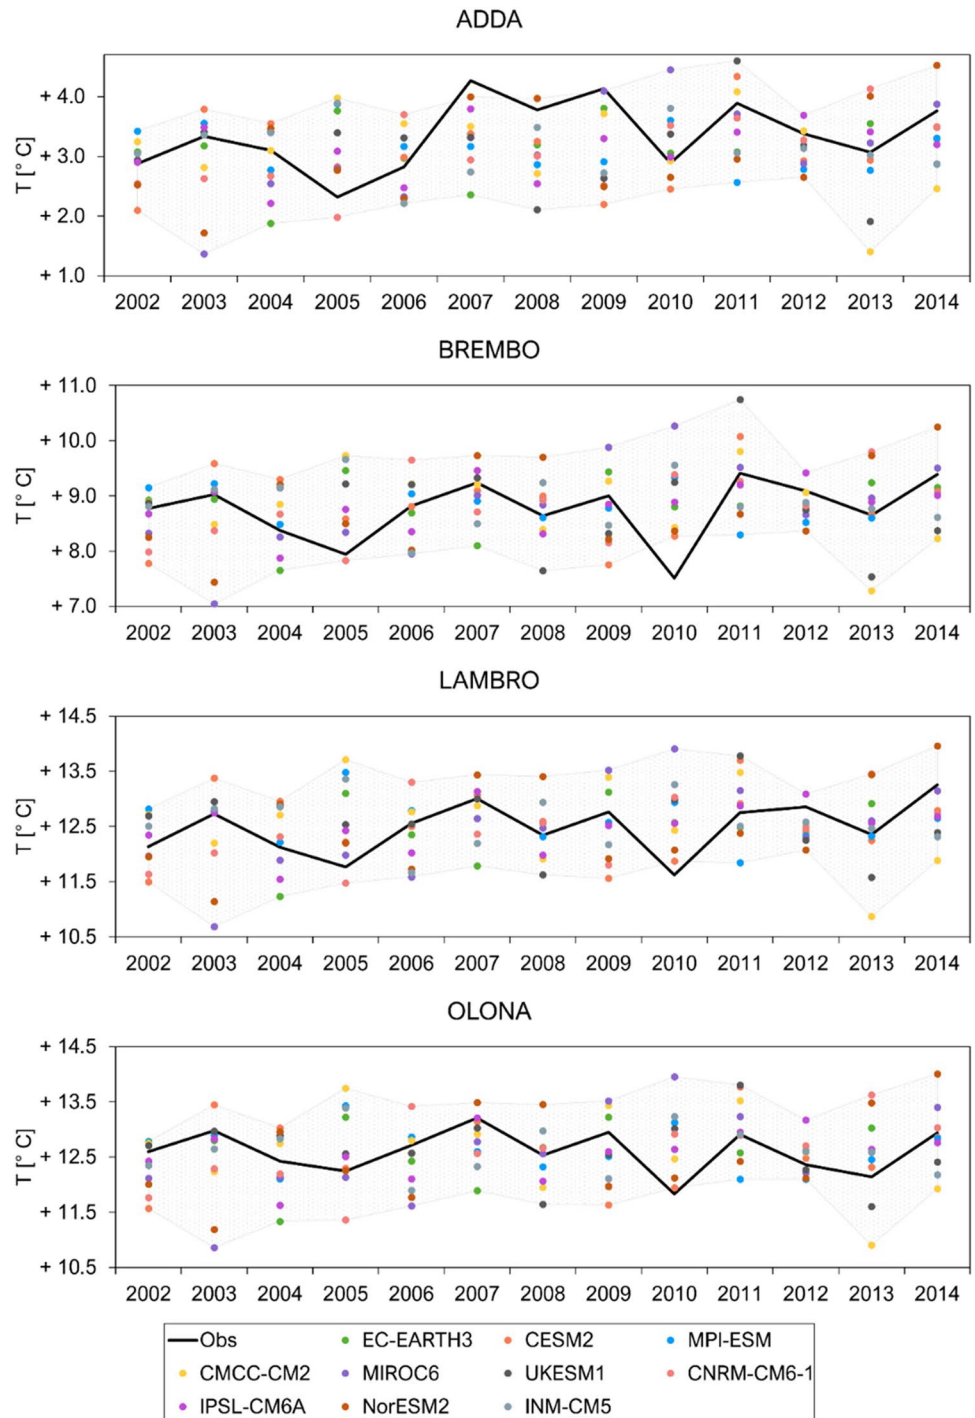 ADDA
T [° C]
+ 4.0
+ 3.0
+ 2.0
+ 1.0
2002 2003 2004 2005 2006 2007 2008 2009 2010 2011 2012 2013 2014
BREMBO
T [° C]
+ 11.0
+ 10.0
+ 9.0
+ 8.0
+ 7.0
2002 2003 2004 2005 2006 2007 2008 2009 2010 2011 2012 2013 2014
LAMBRO
T [° C]
+ 14.5
+ 13.5
+ 12.5
+ 11.5
+ 10.5
2002 2003 2004 2005 2006 2007 2008 2009 2010 2011 2012 2013 2014
OLONA
T [° C]
+ 14.5
+ 13.5
+ 12.5
+ 11.5
+ 10.5
2002 2003 2004 2005 2006 2007 2008 2009 2010 2011 2012 2013 2014
Obs EC-EARTH3 CESM2 MPI-ESM
CMCC-CM2 MIROC6 UKESM1 CNRM-CM6-1
IPSL-CM6A NorESM2 INM-CM5